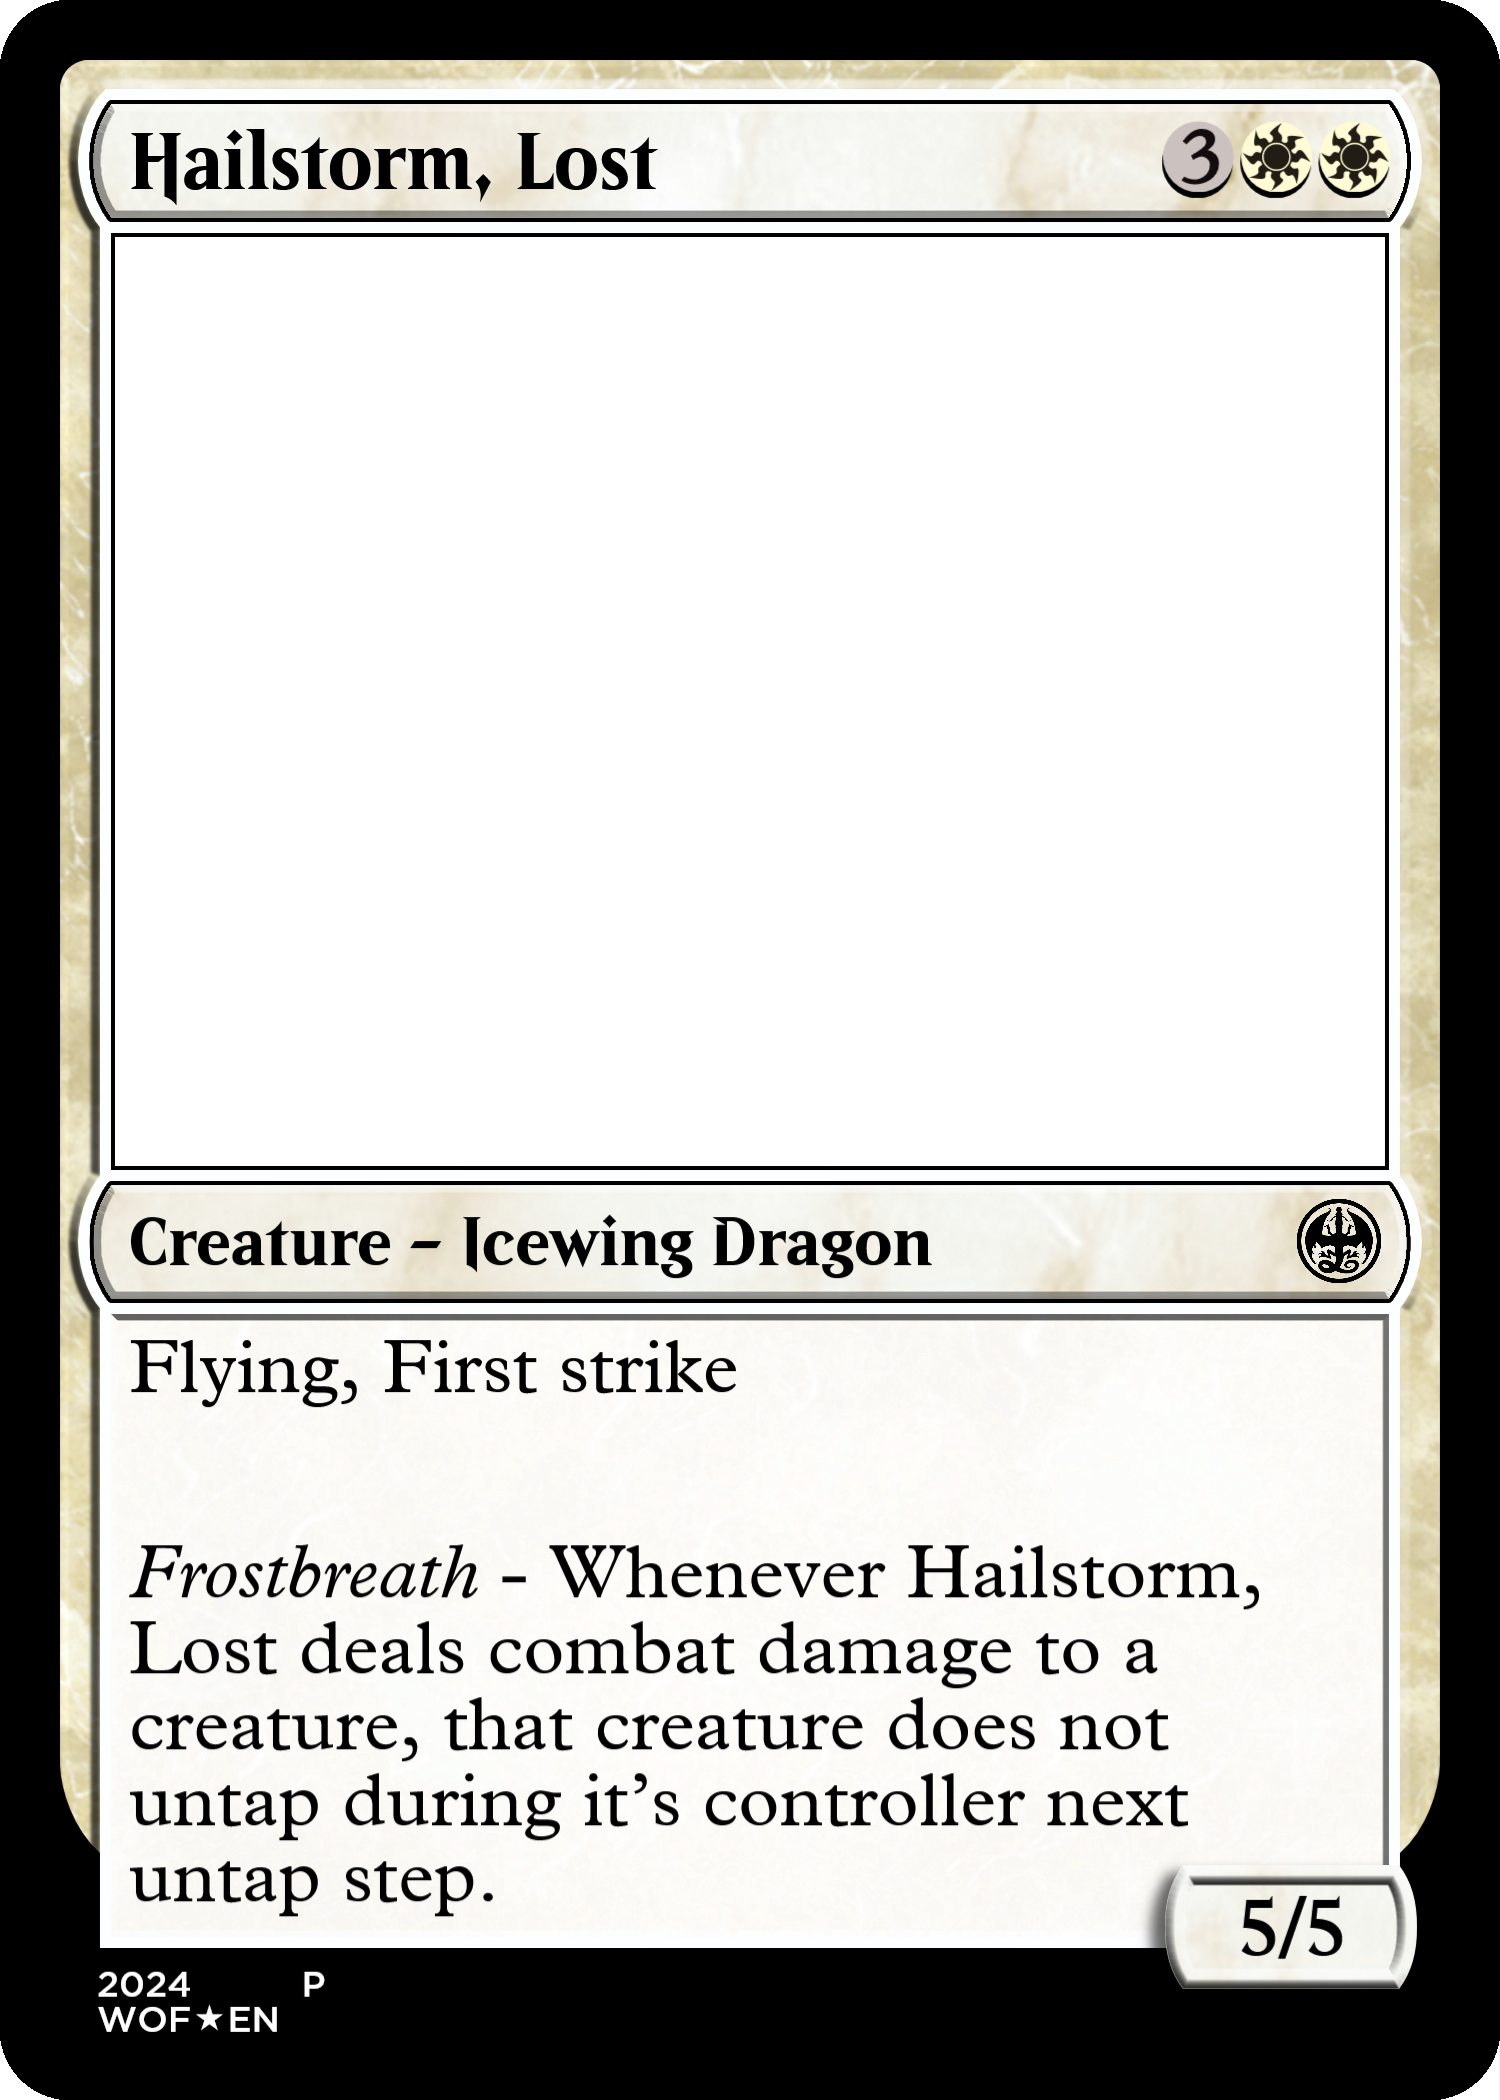 Hailstorm, Lost 3
Creature – Icewing Dragon
Flying, First strike
Frostbreath - Whenever Hailstorm,
Lost deals combat damage to a
creature, that creature does not
untap during it’s controller next
untap step.
5/5
2024 P
WOF★EN